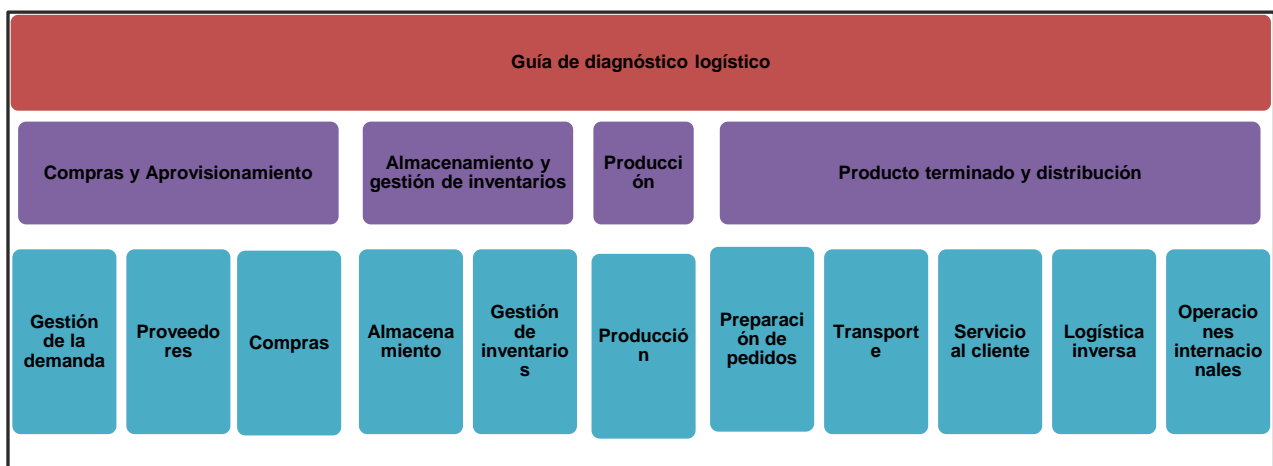 Guía de diagnóstico logístico
Compras y Aprovisionamiento
Almacenamiento y
gestión de inventarios
Producci
ón
Producto terminado y distribución
Gestión
de la
demanda
Proveedo
res
Compras
Almacena
miento
Gestión
de
inventario
s
Producció
n
Preparaci
ón de
pedidos
Transport
e
Servicio
al cliente
Logística
inversa
Operacio
nes
internacio
nales